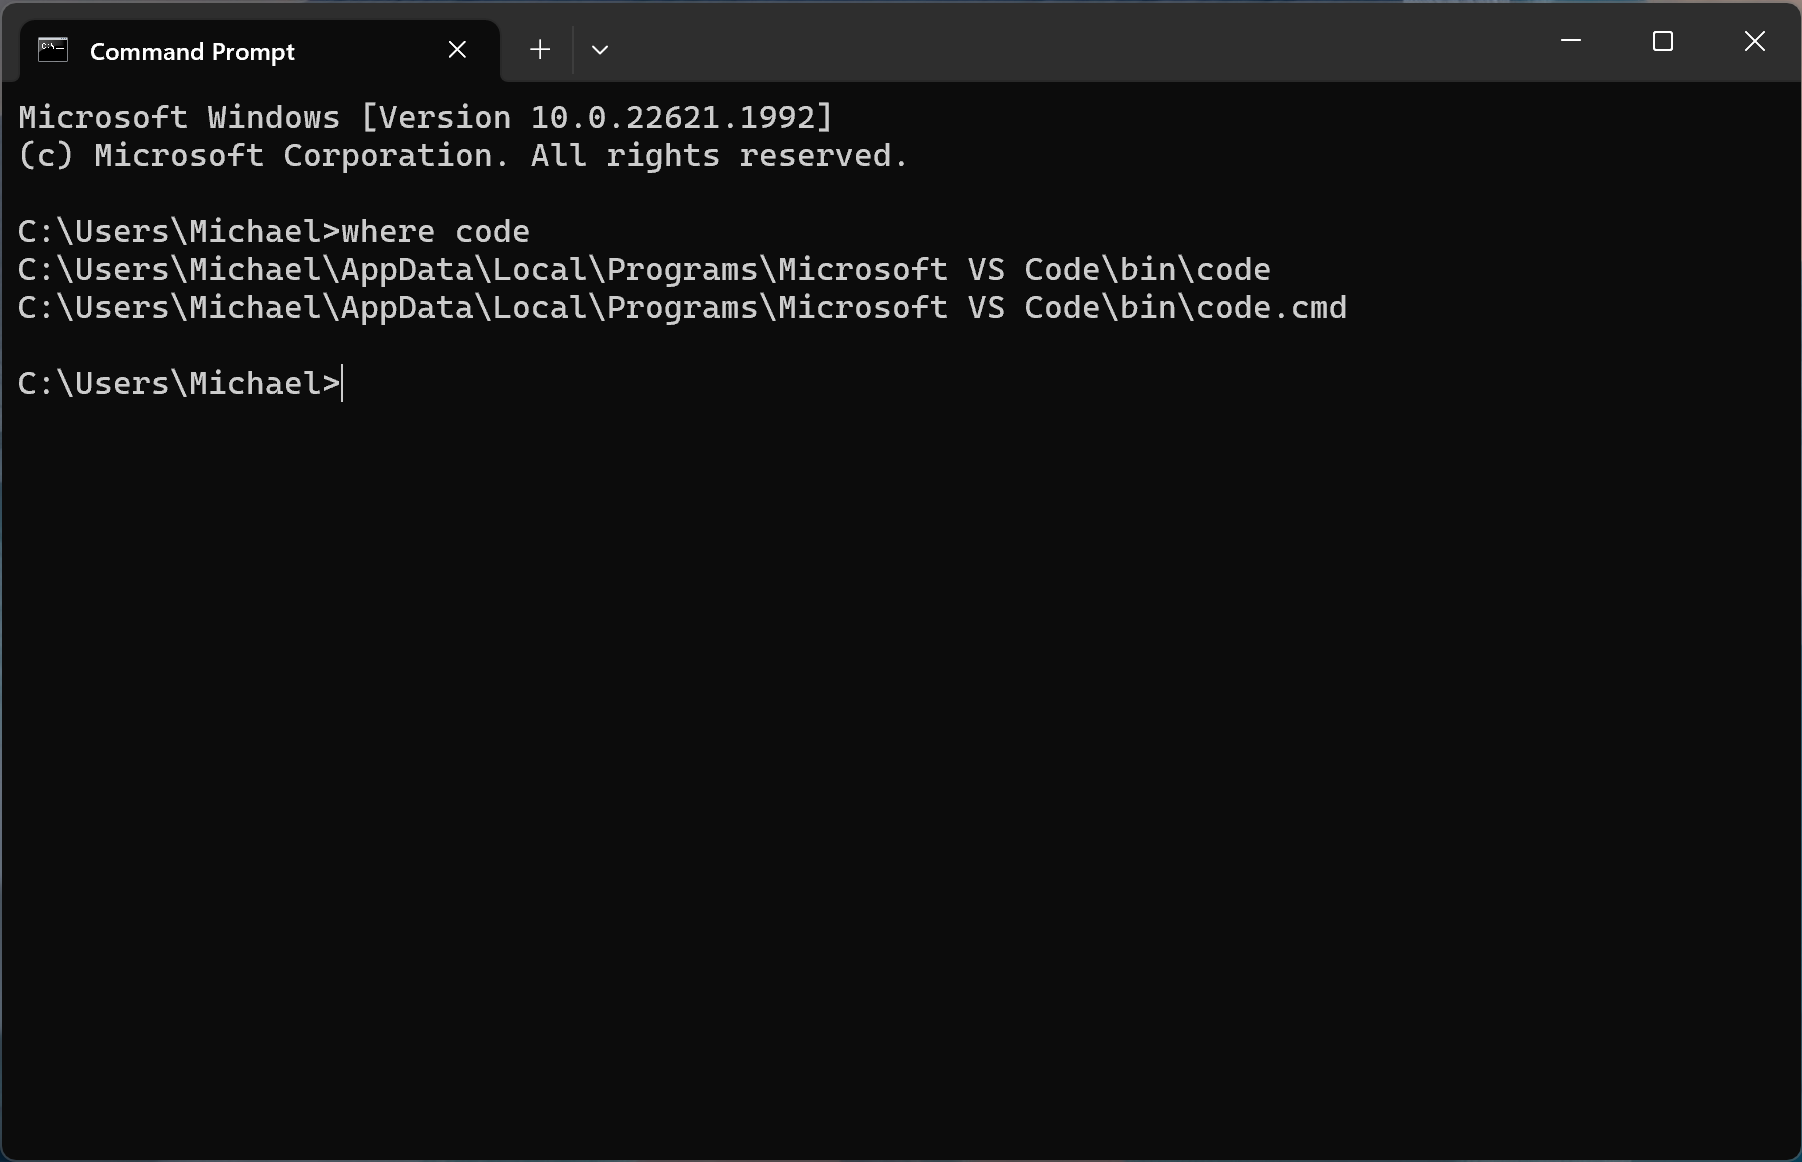 Command Prompt
Microsoft Windows [Version 10.0.22621.1992]
(c) Microsoft Corporation. All rights reserved.
C:\Users\Michael>where code
C:\Users\Michael\AppData\Local\Programs\Microsoft VS Code\bin\code
C:\Users\Michael\AppData\Local\Programs\Microsoft VS Code\bin\code.cmd
C:\Users\Michael>